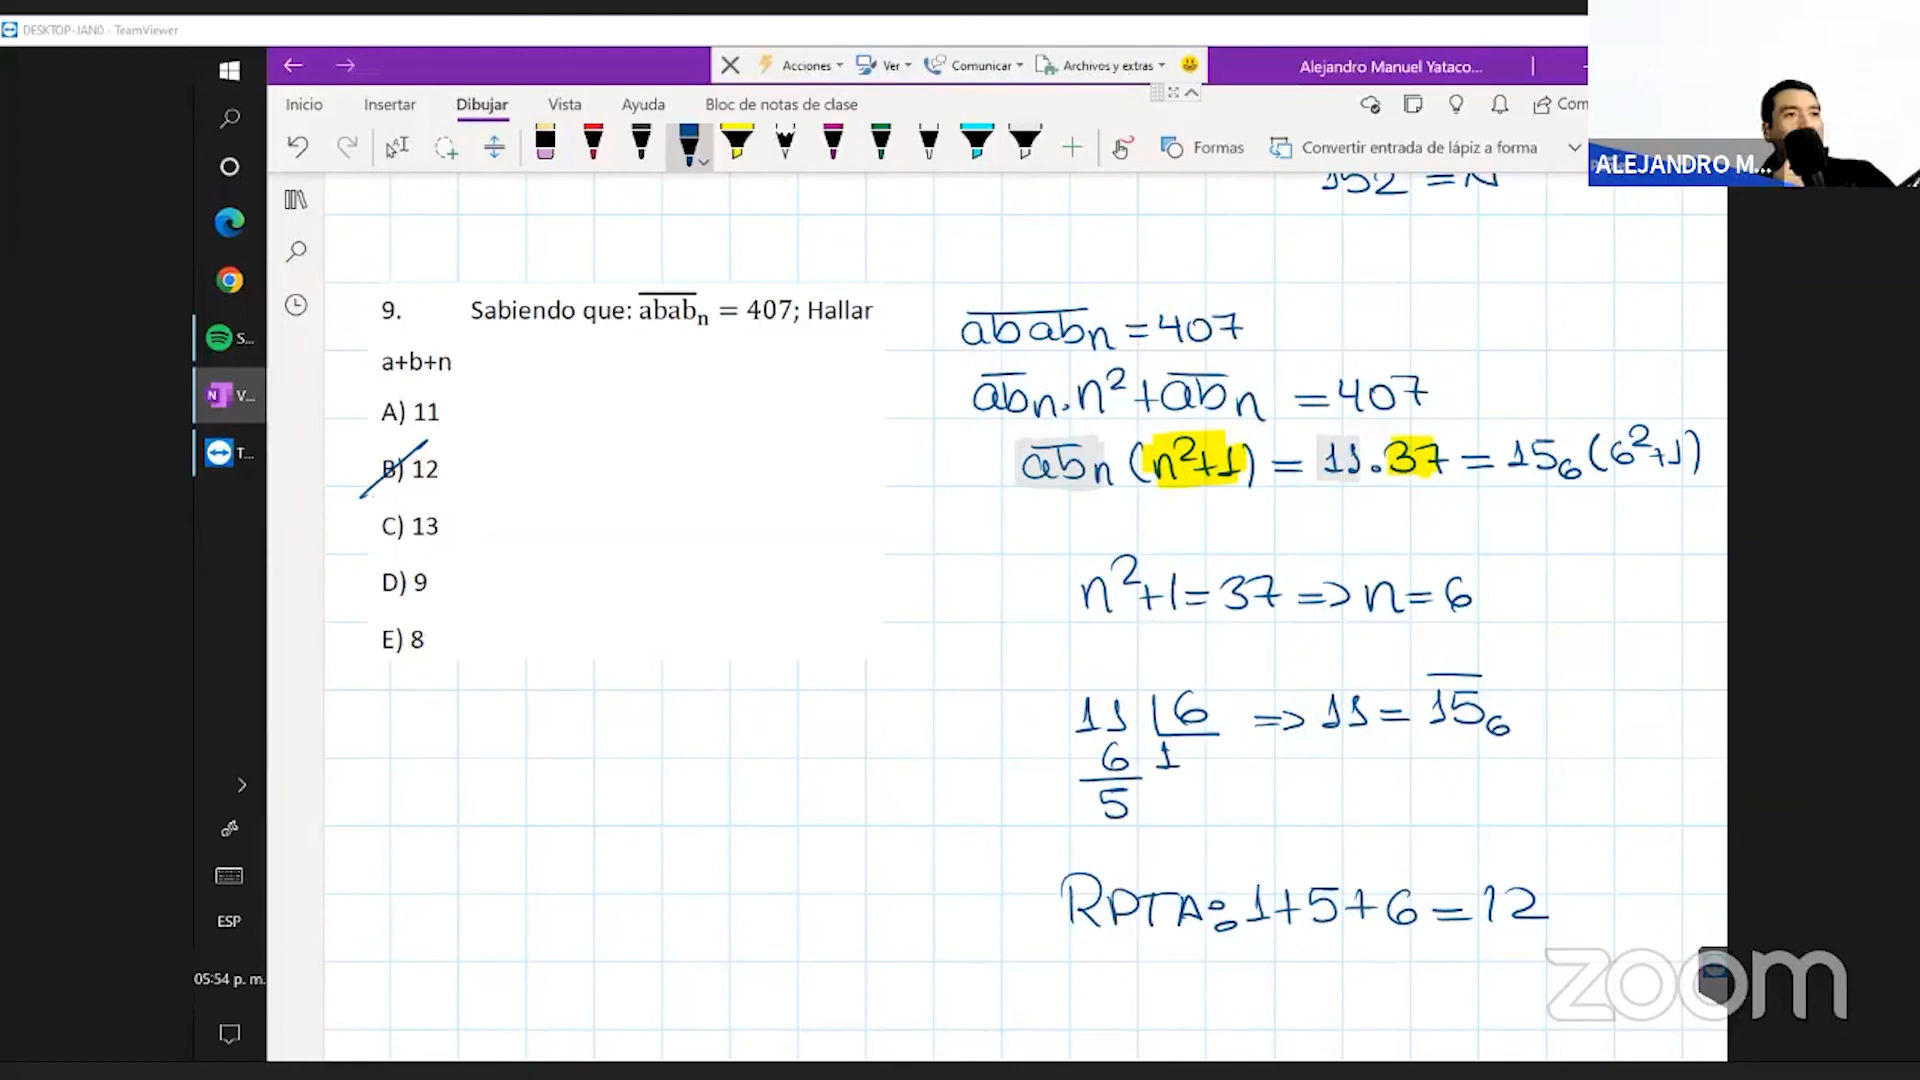 DESKTOP-JAN0 - TeamViewer
Acciones
Ver
Comunicar
Archivos y extras
Alejandro Manuel Yataco...
Inicio
Insertar
Dibujar
Vista
Ayuda
Bloc de notas de clase
Com
Formas
Convertir entrada de lápiz a forma
ALEJANDRO M...
152 = N
9. Sabiendo que: abab̅ₙ = 407; Hallar
a+b+n
A) 11
B) 12
C) 13
D) 9
E) 8
ababₙ = 407
abₙ.n²+abₙ = 407
abₙ(n²+1) = 11.37 = 15₆(6²+1)
n²+1=37 => n=6
11 |6 => 11 = 15₆
6 1
5
RPTA: 1+5+6=12
S...
V...
T...
ESP
05:54 p. m.
zoom